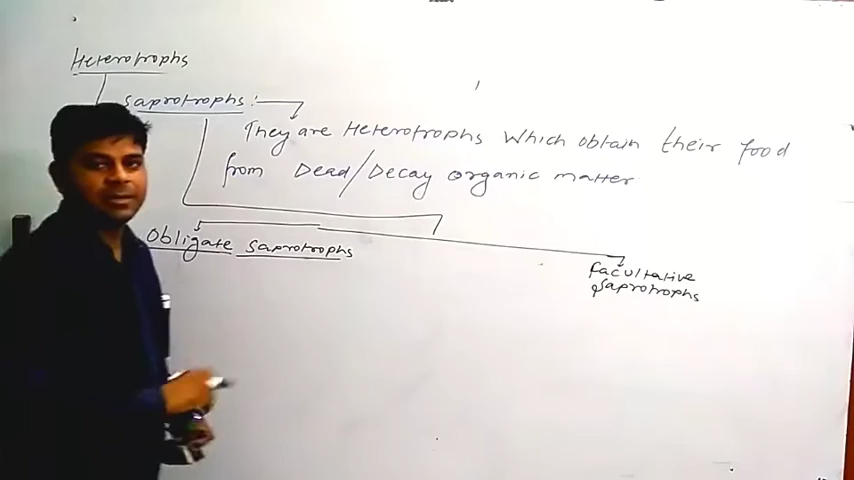 Heterotrophs
saprotrophs:
They are Heterotrophs Which obtain their food
from Dead/Decay organic matter
Obligate saprotrophs
facultative
saprotrophs